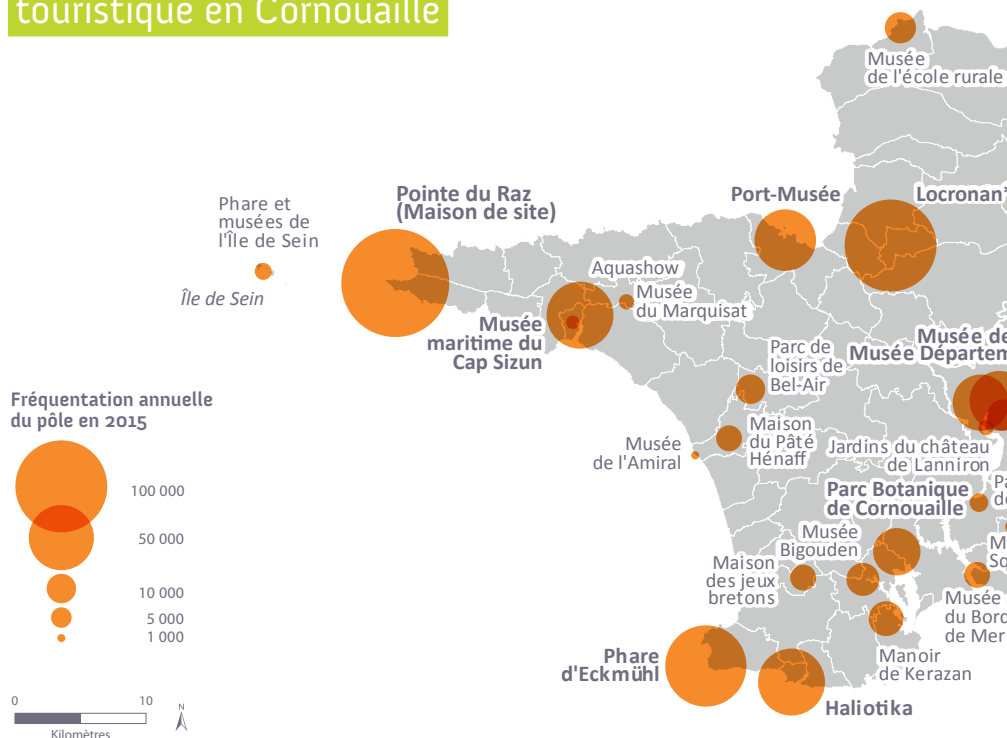 touristique en Cornouaille
Musée
de l'école rurale
Phare et
musées de
l'Île de Sein
Île de Sein
Pointe du Raz
(Maison de site)
Port-Musée
Locronan*
Aquashow
Musée
du Marquisat
Musée
maritime du
Cap Sizun
Parc de
loisirs de
Bel-Air
Musée de
Musée Départem
Fréquentation annuelle
du pôle en 2015
100 000
50 000
10 000
5 000
1 000
Musée
de l'Amiral
Maison
du Pâté
Hénaff
Jardins du château
de Lanniron
Parc Botanique
de Cornouaille
Pa
de
Musée
Bigouden
Maison
des jeux
bretons
M
Sq
Musée
du Bord
de Mer
Manoir
de Kerazan
Phare
d'Eckmühl
Haliotika
0 10
Kilomètres
N